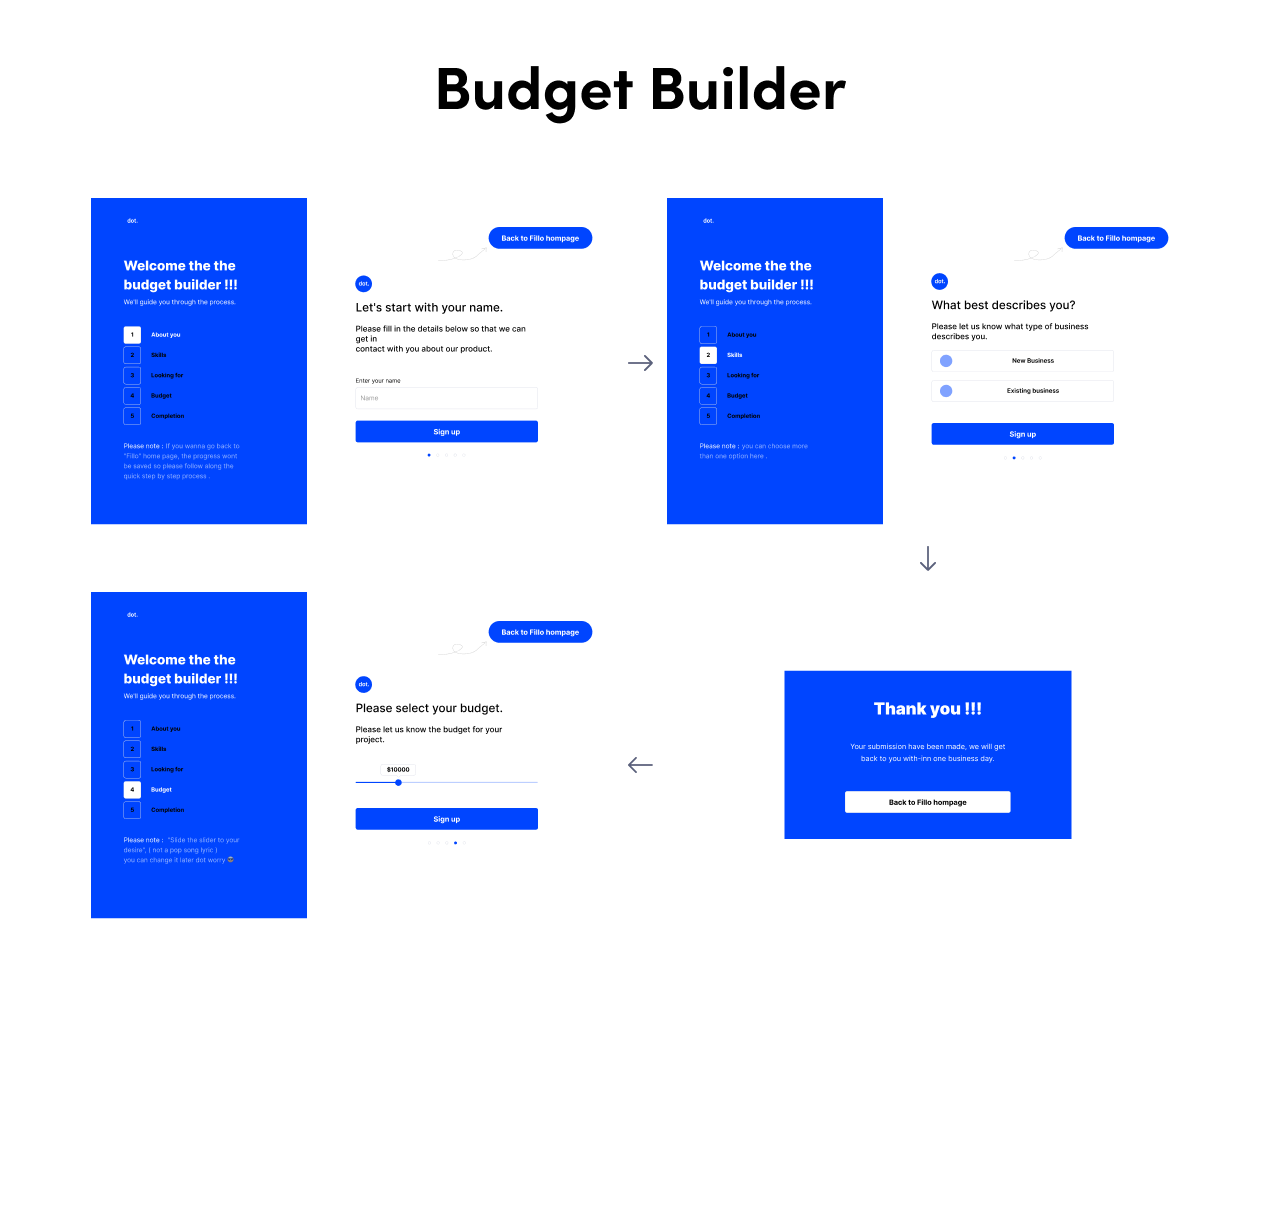 Budget Builder
dot.
Welcome the the
budget builder !!!
We'll guide you through the process.
1 About you
2 Skills
3 Looking for
4 Budget
5 Completion
Please note : If you wanna go back to
"Fillo" home page, the progress wont
be saved so please follow along the
quick step by step process .
Back to Fillo hompage
dot.
Let's start with your name.
Please fill in the details below so that we can
get in
contact with you about our product.
Enter your name
Name
Sign up
dot.
Welcome the the
budget builder !!!
We'll guide you through the process.
1 About you
2 Skills
3 Looking for
4 Budget
5 Completion
Please note : you can choose more
than one option here .
Back to Fillo hompage
dot.
What best describes you?
Please let us know what type of business
describes you.
New Business
Existing business
Sign up
dot.
Welcome the the
budget builder !!!
We'll guide you through the process.
1 About you
2 Skills
3 Looking for
4 Budget
5 Completion
Please note : "Slide the slider to your
desire", ( not a pop song lyric )
you can change it later dot worry 😎
Back to Fillo hompage
dot.
Please select your budget.
Please let us know the budget for your
project.
$10000
Sign up
Thank you !!!
Your submission have been made, we will get
back to you with-inn one business day.
Back to Fillo hompage